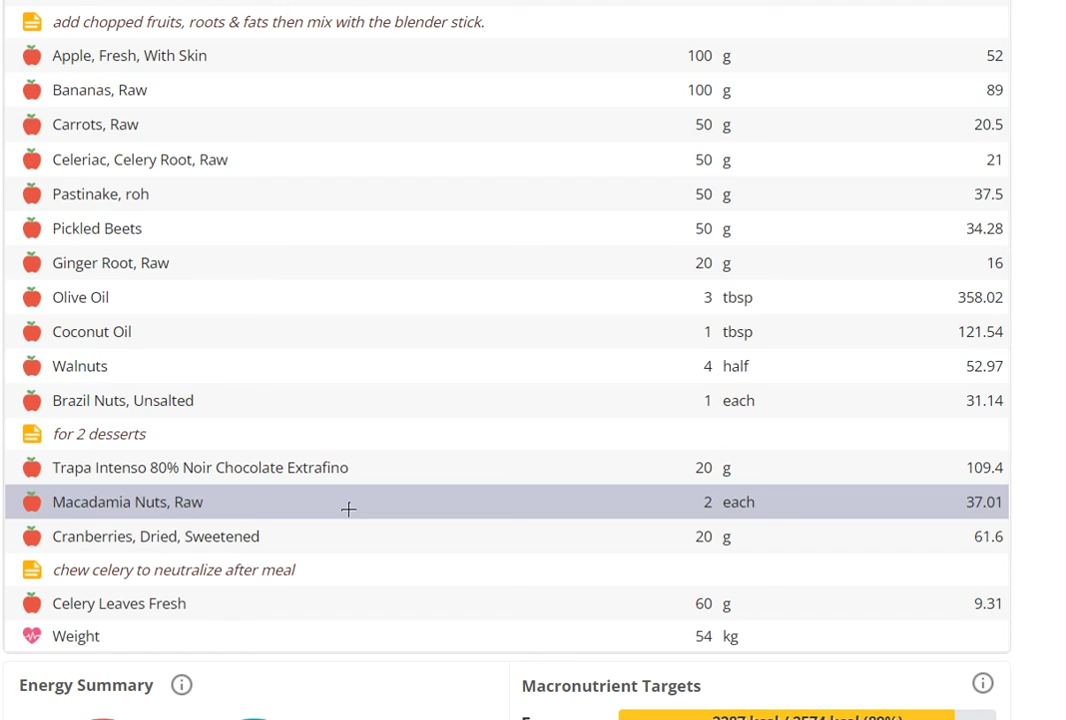 add chopped fruits, roots & fats then mix with the blender stick.
Apple, Fresh, With Skin 100 g 52
Bananas, Raw 100 g 89
Carrots, Raw 50 g 20.5
Celeriac, Celery Root, Raw 50 g 21
Pastinake, roh 50 g 37.5
Pickled Beets 50 g 34.28
Ginger Root, Raw 20 g 16
Olive Oil 3 tbsp 358.02
Coconut Oil 1 tbsp 121.54
Walnuts 4 half 52.97
Brazil Nuts, Unsalted 1 each 31.14
for 2 desserts
Trapa Intenso 80% Noir Chocolate Extrafino 20 g 109.4
Macadamia Nuts, Raw 2 each 37.01
Cranberries, Dried, Sweetened 20 g 61.6
chew celery to neutralize after meal
Celery Leaves Fresh 60 g 9.31
Weight 54 kg
Energy Summary
Macronutrient Targets